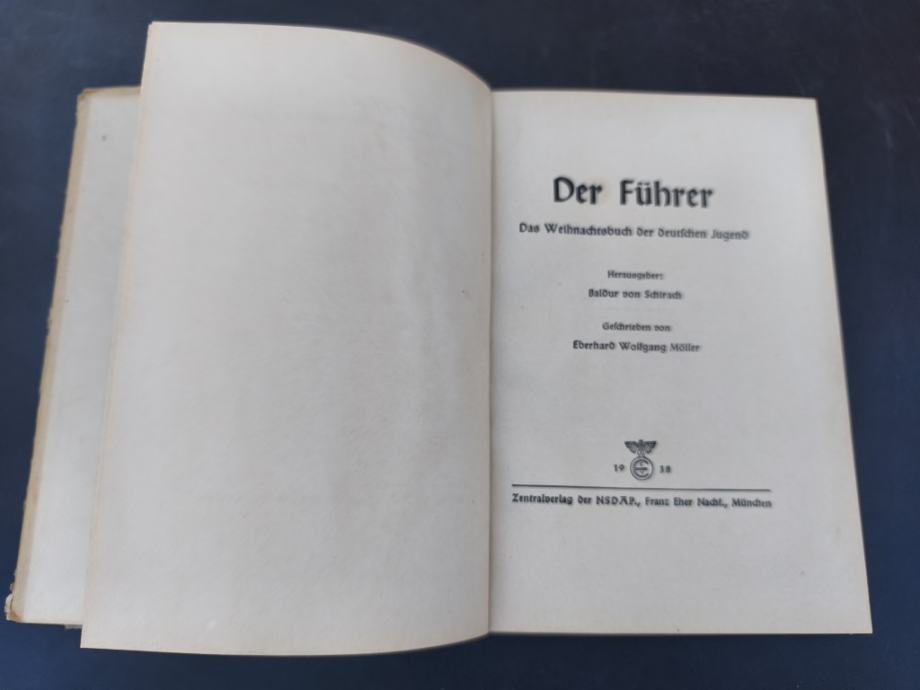 Der Führer
Das Weihnachtsbuch der deutschen Jugend
Herausgeber:
Baldur von Schirach
Geschrieben von
Eberhard Wolfgang Möller
19 38
Zentralverlag der NSDAP., Franz Eher Nachf., München